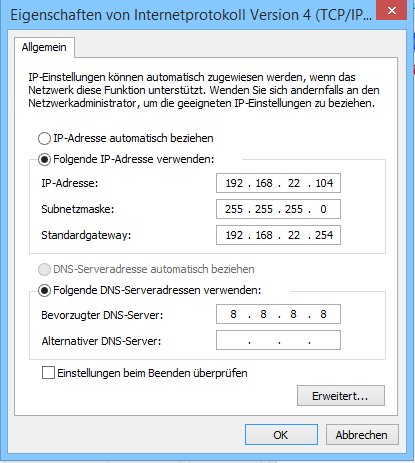 Eigenschaften von Internetprotokoll Version 4 (TCP/IP...
Allgemein
IP-Einstellungen können automatisch zugewiesen werden, wenn das
Netzwerk diese Funktion unterstützt. Wenden Sie sich andernfalls an den
Netzwerkadministrator, um die geeigneten IP-Einstellungen zu beziehen.
IP-Adresse automatisch beziehen
Folgende IP-Adresse verwenden:
IP-Adresse: 192 . 168 . 22 . 104
Subnetzmaske: 255 . 255 . 255 . 0
Standardgateway: 192 . 168 . 22 . 254
DNS-Serveradresse automatisch beziehen
Folgende DNS-Serveradressen verwenden:
Bevorzugter DNS-Server: 8 . 8 . 8 . 8
Alternativer DNS-Server: . . .
Einstellungen beim Beenden überprüfen
Erweitert...
OK Abbrechen